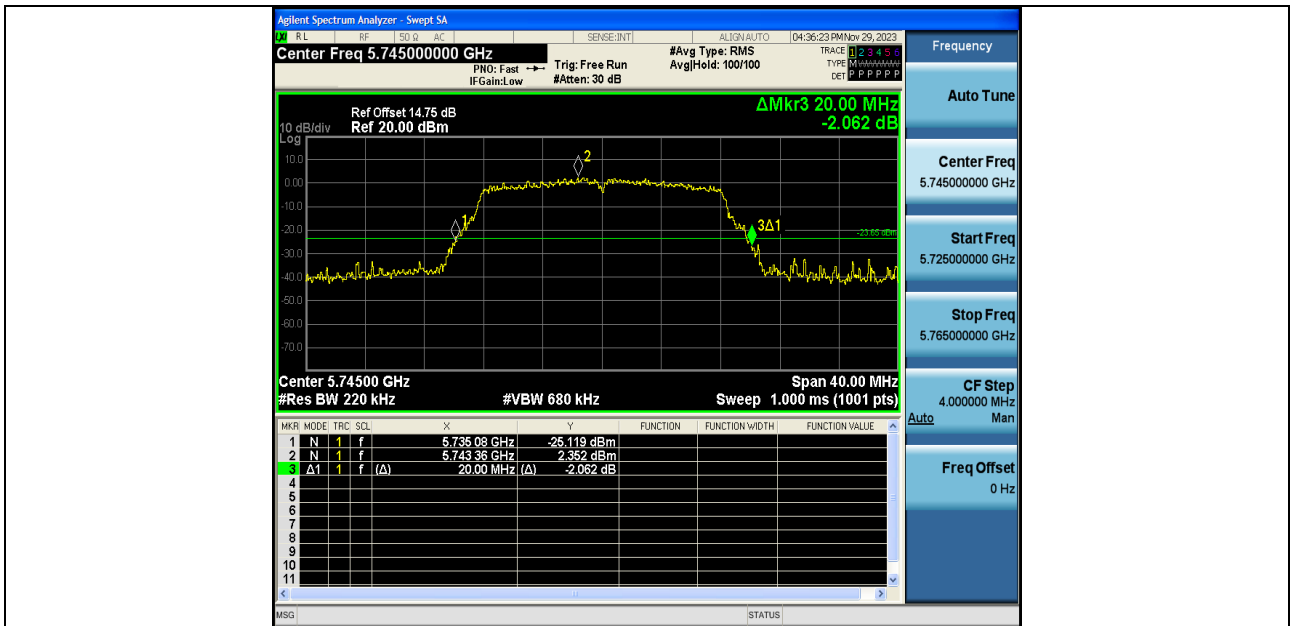 Agilent Spectrum Analyzer - Swept SA
RL RF 50 Ω AC SENSE:INT ALIGN AUTO 04:36:23 PM Nov 29, 2023
Center Freq 5.745000000 GHz
PNO: Fast
IFGain:Low
Trig: Free Run
#Atten: 30 dB
#Avg Type: RMS
Avg|Hold: 100/100
TRACE 1 2 3 4 5 6
TYPE M
DET P P P P P P
ΔMkr3 20.00 MHz
-2.062 dB
Ref Offset 14.75 dB
10 dB/div Ref 20.00 dBm
Log
10.0
0.00
-10.0
-20.0
-30.0
-40.0
-50.0
-60.0
-70.0
1
2
3Δ1
-23.65 dBm
Center 5.74500 GHz Span 40.00 MHz
#Res BW 220 kHz #VBW 680 kHz Sweep 1.000 ms (1001 pts)
MKR MODE TRC SCL X Y FUNCTION FUNCTION WIDTH FUNCTION VALUE
1 N 1 f 5.735 08 GHz -25.119 dBm
2 N 1 f 5.743 36 GHz 2.352 dBm
3 Δ1 1 f (Δ) 20.00 MHz (Δ) -2.062 dB
4
5
6
7
8
9
10
11
MSG STATUS
Frequency
Auto Tune
Center Freq
5.745000000 GHz
Start Freq
5.725000000 GHz
Stop Freq
5.765000000 GHz
CF Step
4.000000 MHz
Auto Man
Freq Offset
0 Hz